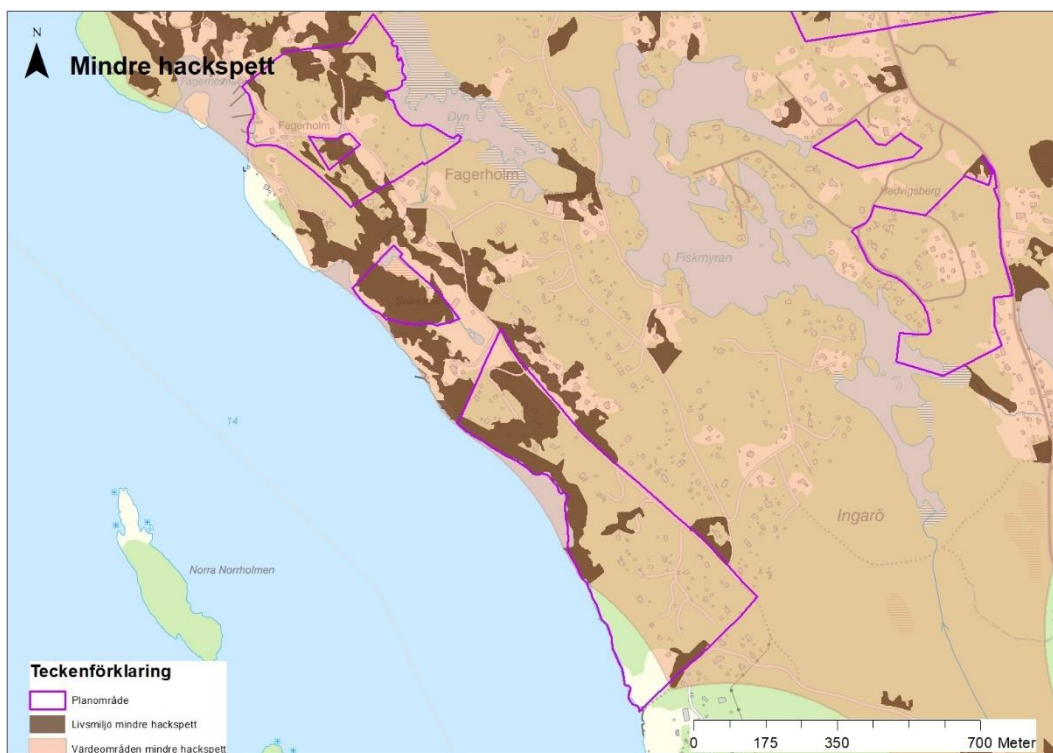 N
Mindre hackspett
Fagerholm
Dyn
Fagerholm
Hedvigsberg
Fiskmyran
14
Ingarö
Norra Norrholmen
Teckenförklaring
Planområde
Livsmiljö mindre hackspett
Värdeområden mindre hackspett
0 175 350 700 Meter